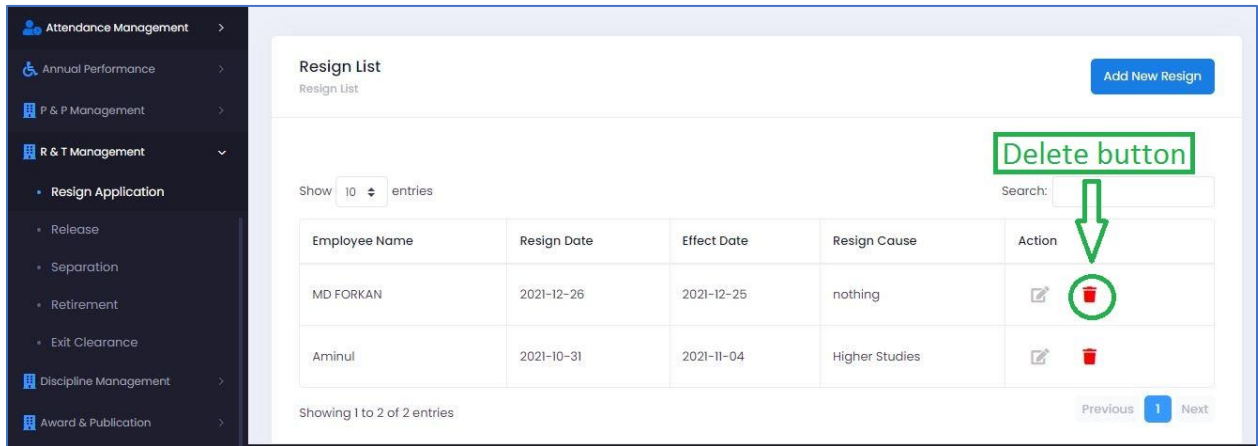 Attendance Management
Annual Performance
P & P Management
R & T Management
Resign Application
Release
Separation
Retirement
Exit Clearance
Discipline Management
Award & Publication
Resign List
Resign List
Add New Resign
Delete button
Show 10 entries
Search:
Employee Name Resign Date Effect Date Resign Cause Action
MD FORKAN 2021-12-26 2021-12-25 nothing
Aminul 2021-10-31 2021-11-04 Higher Studies
Showing 1 to 2 of 2 entries
Previous 1 Next